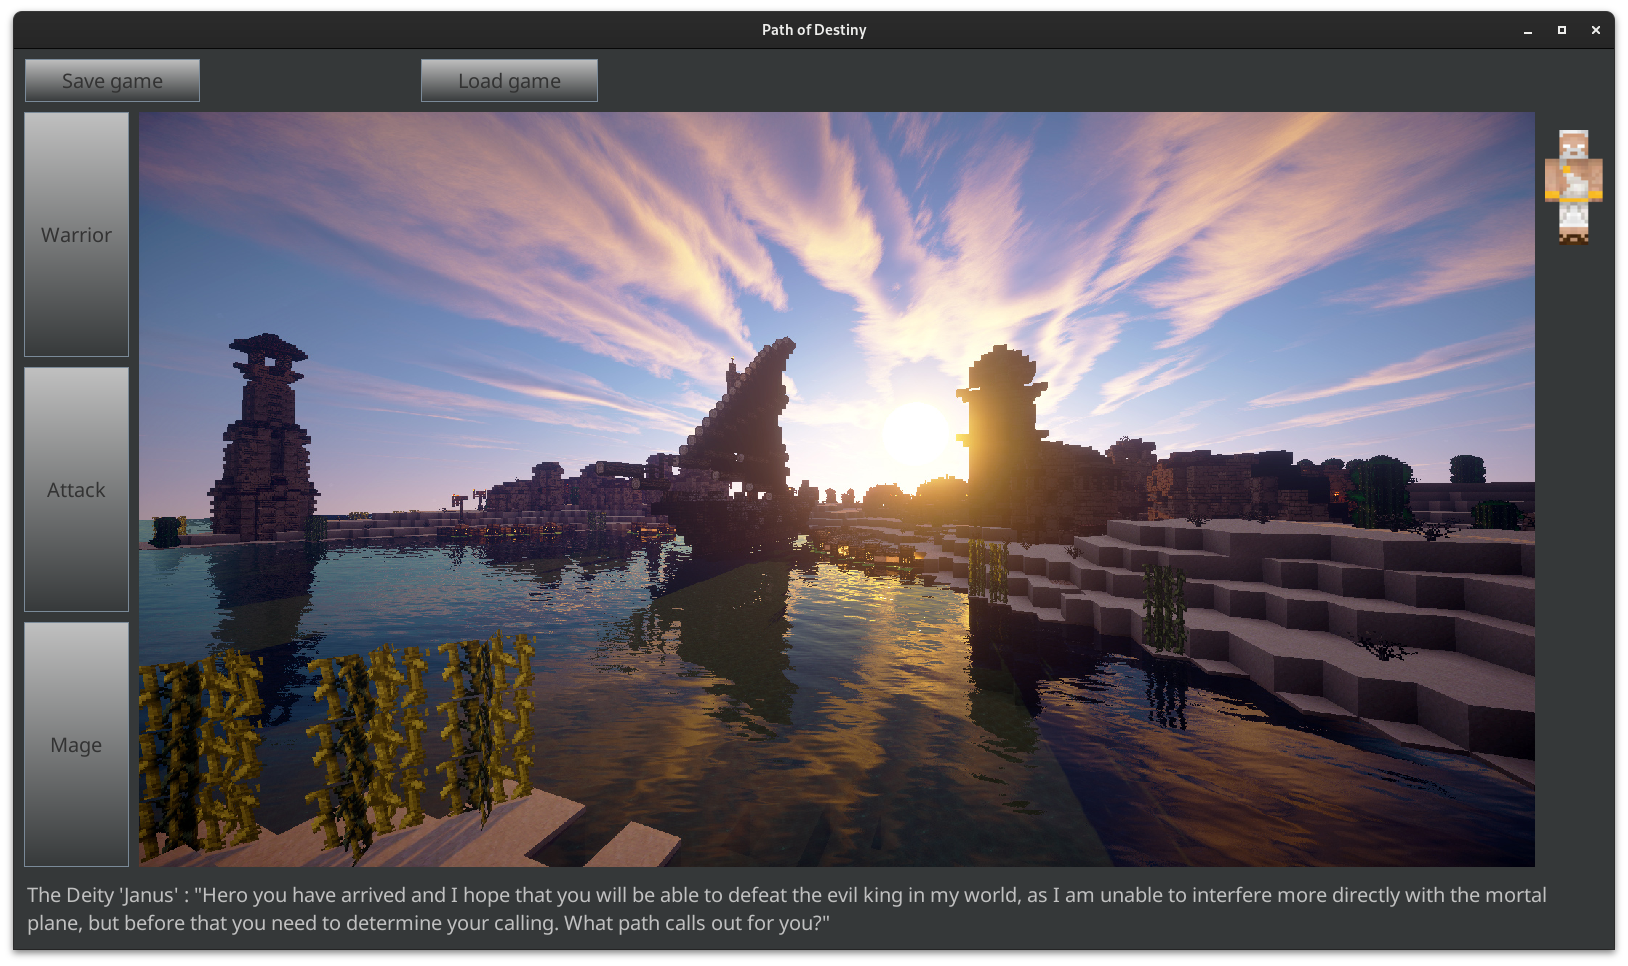 Path of Destiny
Save game
Load game
Warrior
Attack
Mage
The Deity 'Janus' : "Hero you have arrived and I hope that you will be able to defeat the evil king in my world, as I am unable to interfere more directly with the mortal
plane, but before that you need to determine your calling. What path calls out for you?"